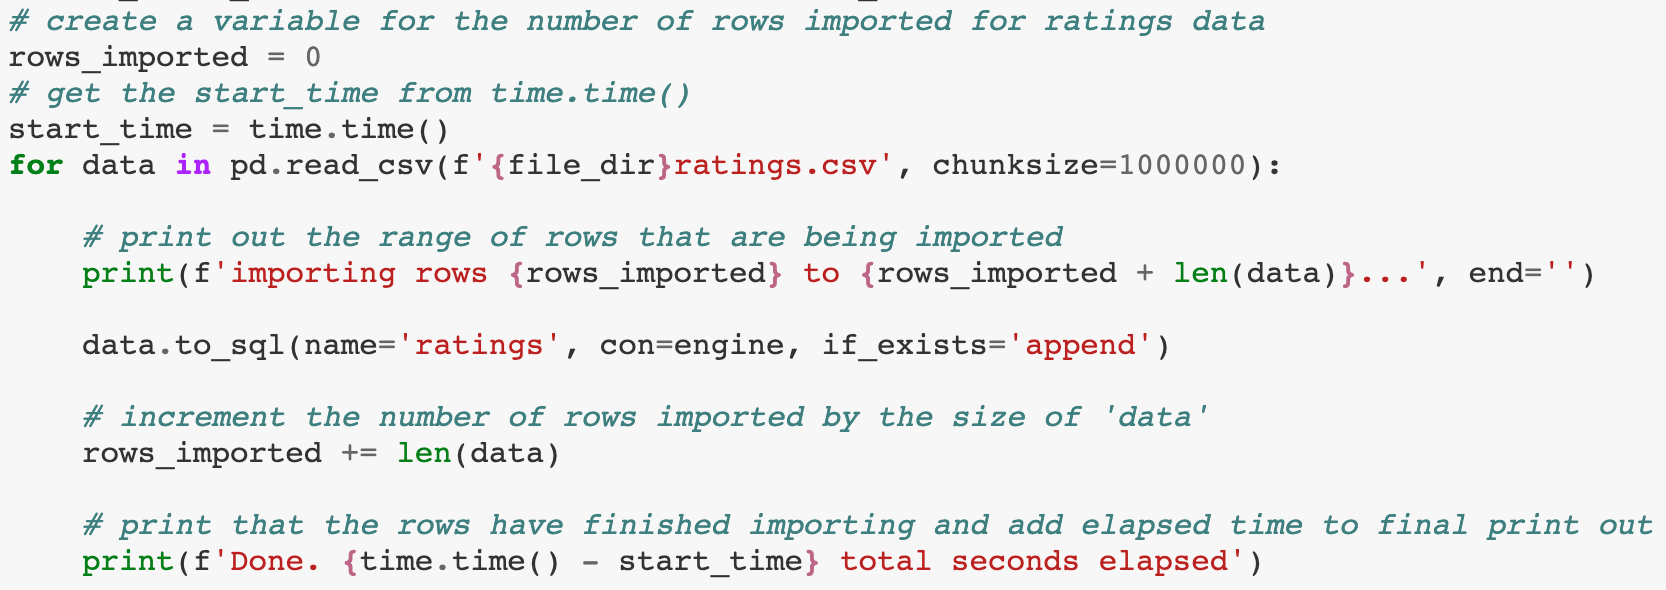 # create a variable for the number of rows imported for ratings data
rows_imported = 0
# get the start_time from time.time()
start_time = time.time()
for data in pd.read_csv(f'{file_dir}ratings.csv', chunksize=1000000):
# print out the range of rows that are being imported
print(f'importing rows {rows_imported} to {rows_imported + len(data)}...', end='')
data.to_sql(name='ratings', con=engine, if_exists='append')
# increment the number of rows imported by the size of 'data'
rows_imported += len(data)
# print that the rows have finished importing and add elapsed time to final print out
print(f'Done. {time.time() - start_time} total seconds elapsed')